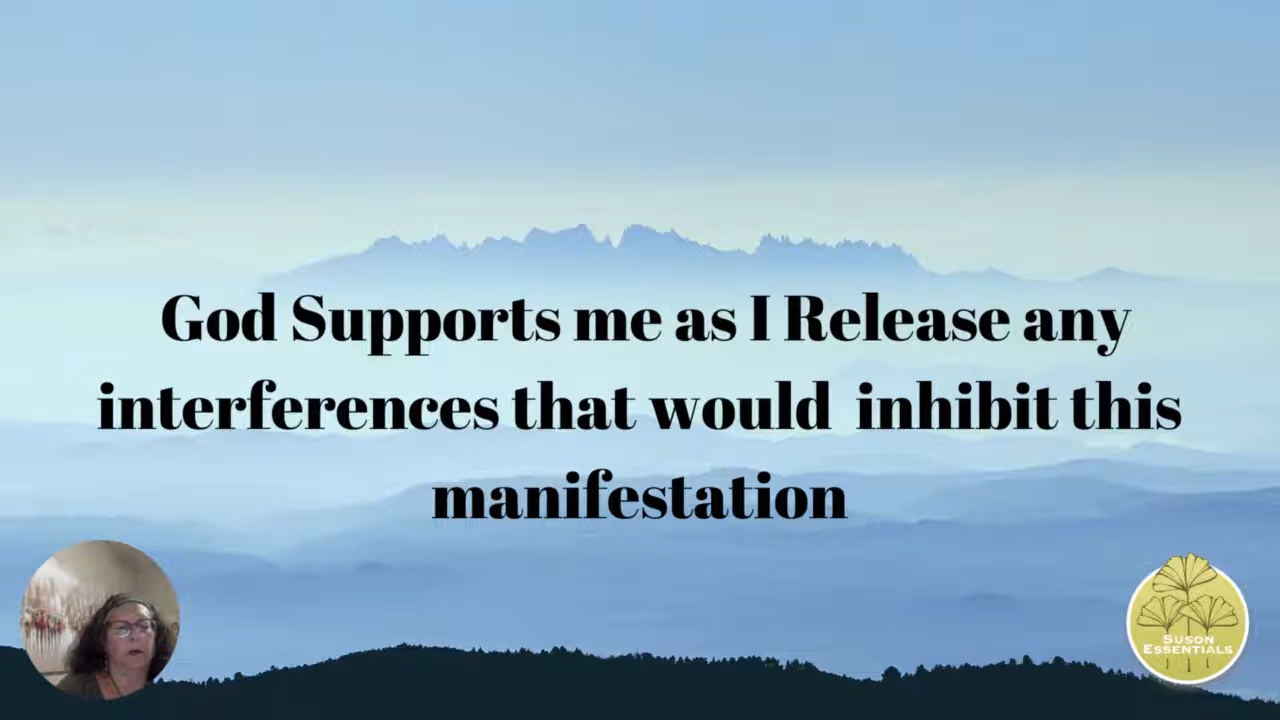 God Supports me as I Release any
interferences that would  inhibit this
manifestation
SUSON
ESSENTIALS